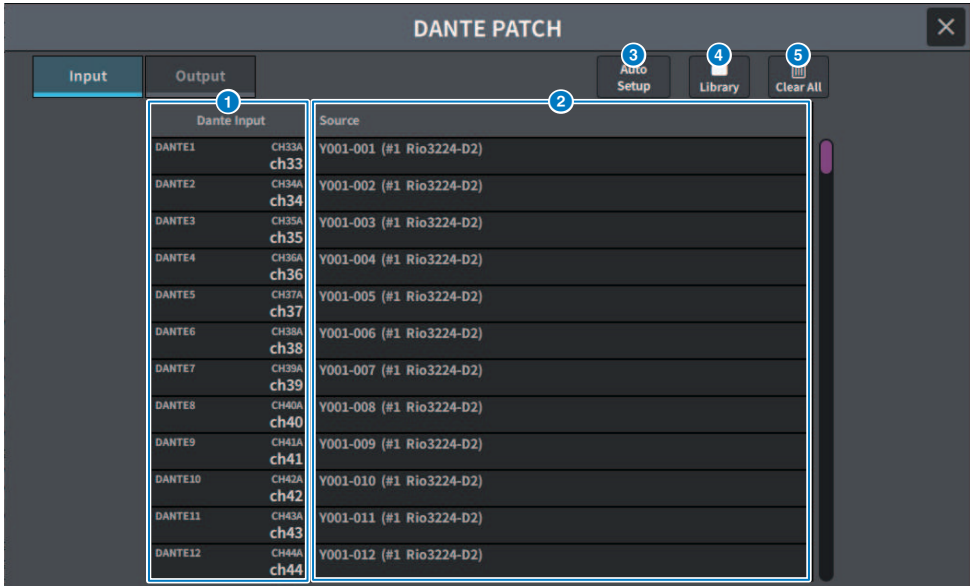 DANTE PATCH
Input
Output
3
Auto
Setup
4
Library
5
Clear All
1
Dante Input
2
Source
DANTE1 CH33A Y001-001 (#1 Rio3224-D2)
ch33
DANTE2 CH34A Y001-002 (#1 Rio3224-D2)
ch34
DANTE3 CH35A Y001-003 (#1 Rio3224-D2)
ch35
DANTE4 CH36A Y001-004 (#1 Rio3224-D2)
ch36
DANTE5 CH37A Y001-005 (#1 Rio3224-D2)
ch37
DANTE6 CH38A Y001-006 (#1 Rio3224-D2)
ch38
DANTE7 CH39A Y001-007 (#1 Rio3224-D2)
ch39
DANTE8 CH40A Y001-008 (#1 Rio3224-D2)
ch40
DANTE9 CH41A Y001-009 (#1 Rio3224-D2)
ch41
DANTE10 CH42A Y001-010 (#1 Rio3224-D2)
ch42
DANTE11 CH43A Y001-011 (#1 Rio3224-D2)
ch43
DANTE12 CH44A Y001-012 (#1 Rio3224-D2)
ch44